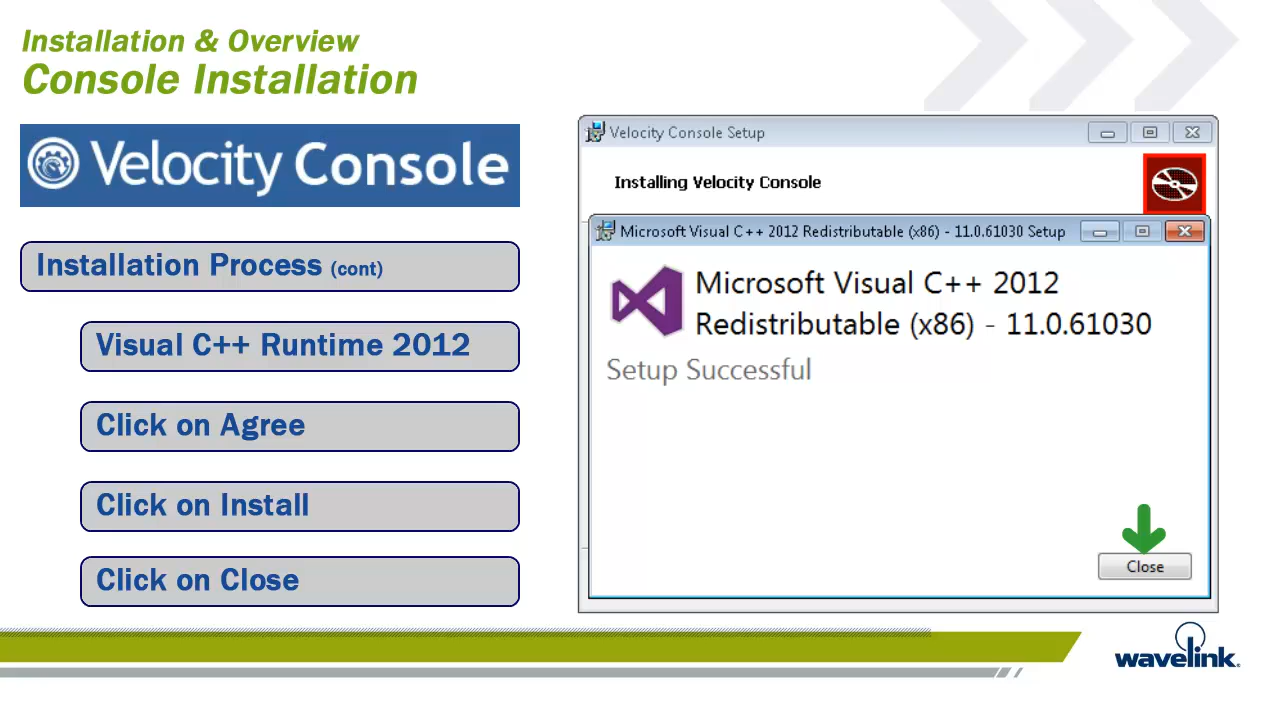 Installation & Overview
Console Installation
Velocity Console
Installation Process (cont)
Visual C++ Runtime 2012
Click on Agree
Click on Install
Click on Close
Velocity Console Setup
Installing Velocity Console
Microsoft Visual C++ 2012 Redistributable (x86) - 11.0.61030 Setup
Microsoft Visual C++ 2012
Redistributable (x86) - 11.0.61030
Setup Successful
Close
wavelink®